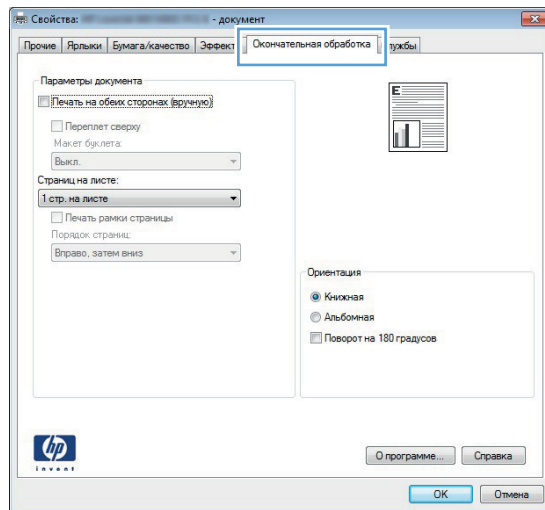 Свойства: - документ
Прочие Ярлыки Бумага/качество Эффект Окончательная обработка ужбы
Параметры документа
Печать на обеих сторонах (вручную)
Переплет сверху
Макет буклета:
Выкл.
Страниц на листе:
1 стр. на листе
Печать рамки страницы
Порядок страниц:
Вправо, затем вниз
E
Ориентация
Книжная
Альбомная
Поворот на 180 градусов
hp
invent
О программе... Справка
OK Отмена